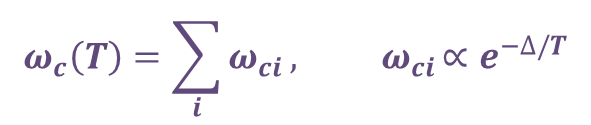 ω_c(T) = ∑_i ω_ci , ω_ci ∝ e^{−Δ/T}